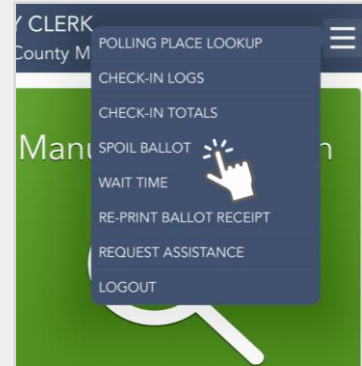 Y CLERK
County M
POLLING PLACE LOOKUP
CHECK-IN LOGS
CHECK-IN TOTALS
Manu
n
SPOIL BALLOT
WAIT TIME
RE-PRINT BALLOT RECEIPT
REQUEST ASSISTANCE
LOGOUT